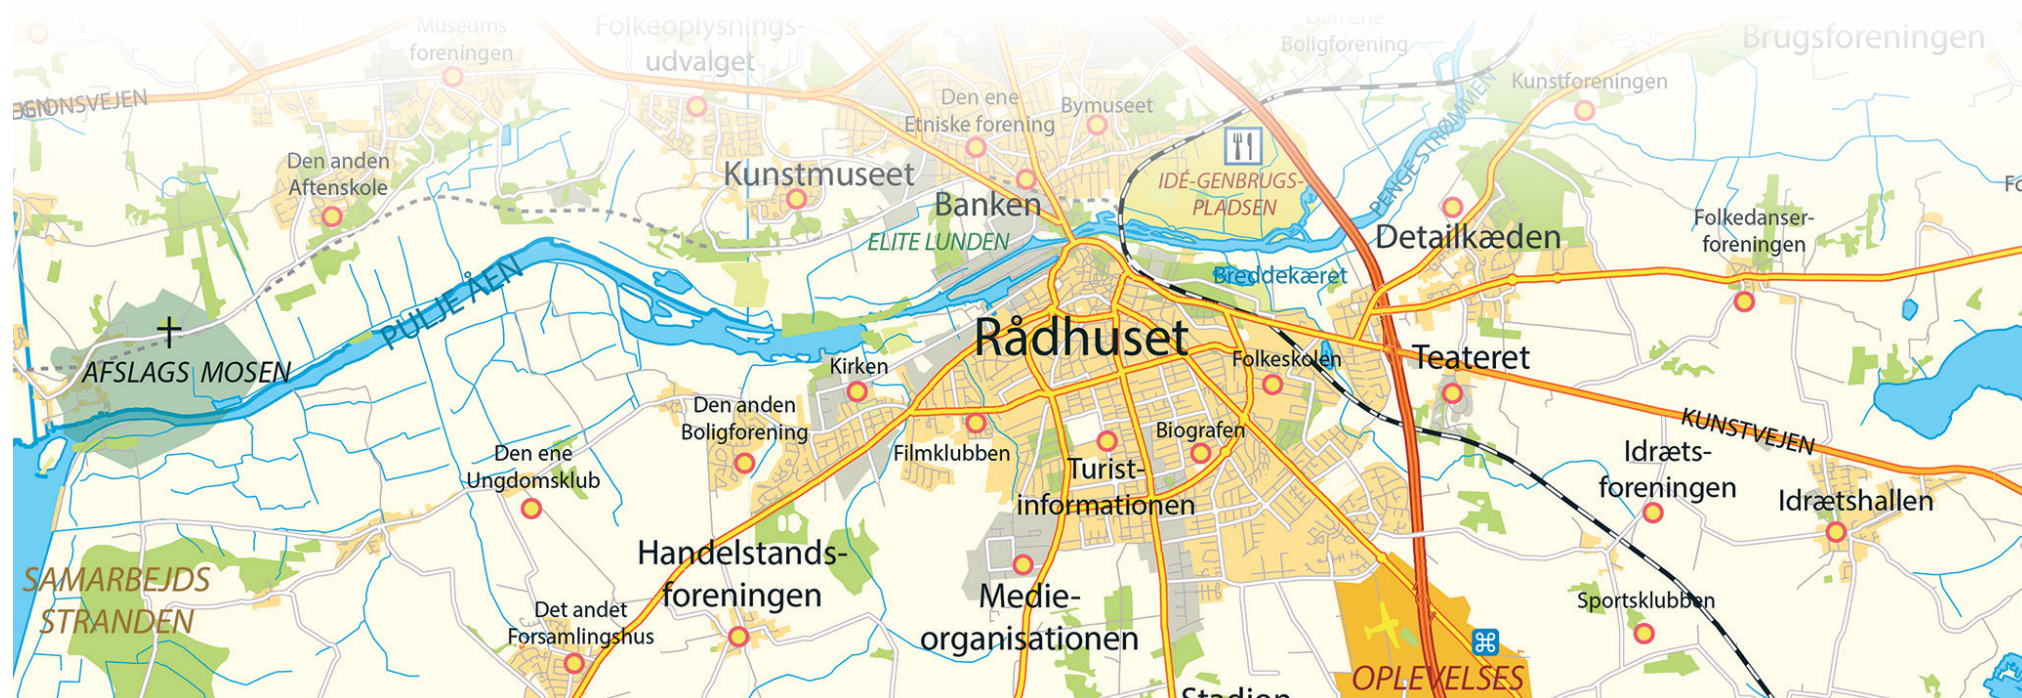 Museums
foreningen
Folkeoplysnings-
udvalget
Den ene
Boligforening
Brugsforeningen
Kunstforeningen
GIONSVEJEN
Den ene
Etniske forening
Bymuseet
PENGE STRØMMEN
Den anden
Aftenskole
Kunstmuseet
Banken
IDÉ-GENBRUGS-
PLADSEN
Fo
ELITE LUNDEN
Detailkæden
Folkedanser-
foreningen
PULJE ÅEN
Breddekæret
AFSLAGS MOSEN
Rådhuset
Kirken
Folkeskolen
Teateret
Den anden
Boligforening
Filmklubben
Biografen
KUNSTVEJEN
Den ene
Ungdomsklub
Turist-
informationen
Idræts-
foreningen
Idrætshallen
Handelstands-
foreningen
SAMARBEJDS
STRANDEN
Det andet
Forsamlingshus
Medie-
organisationen
Sportsklubben
OPLEVELSES
Stadion